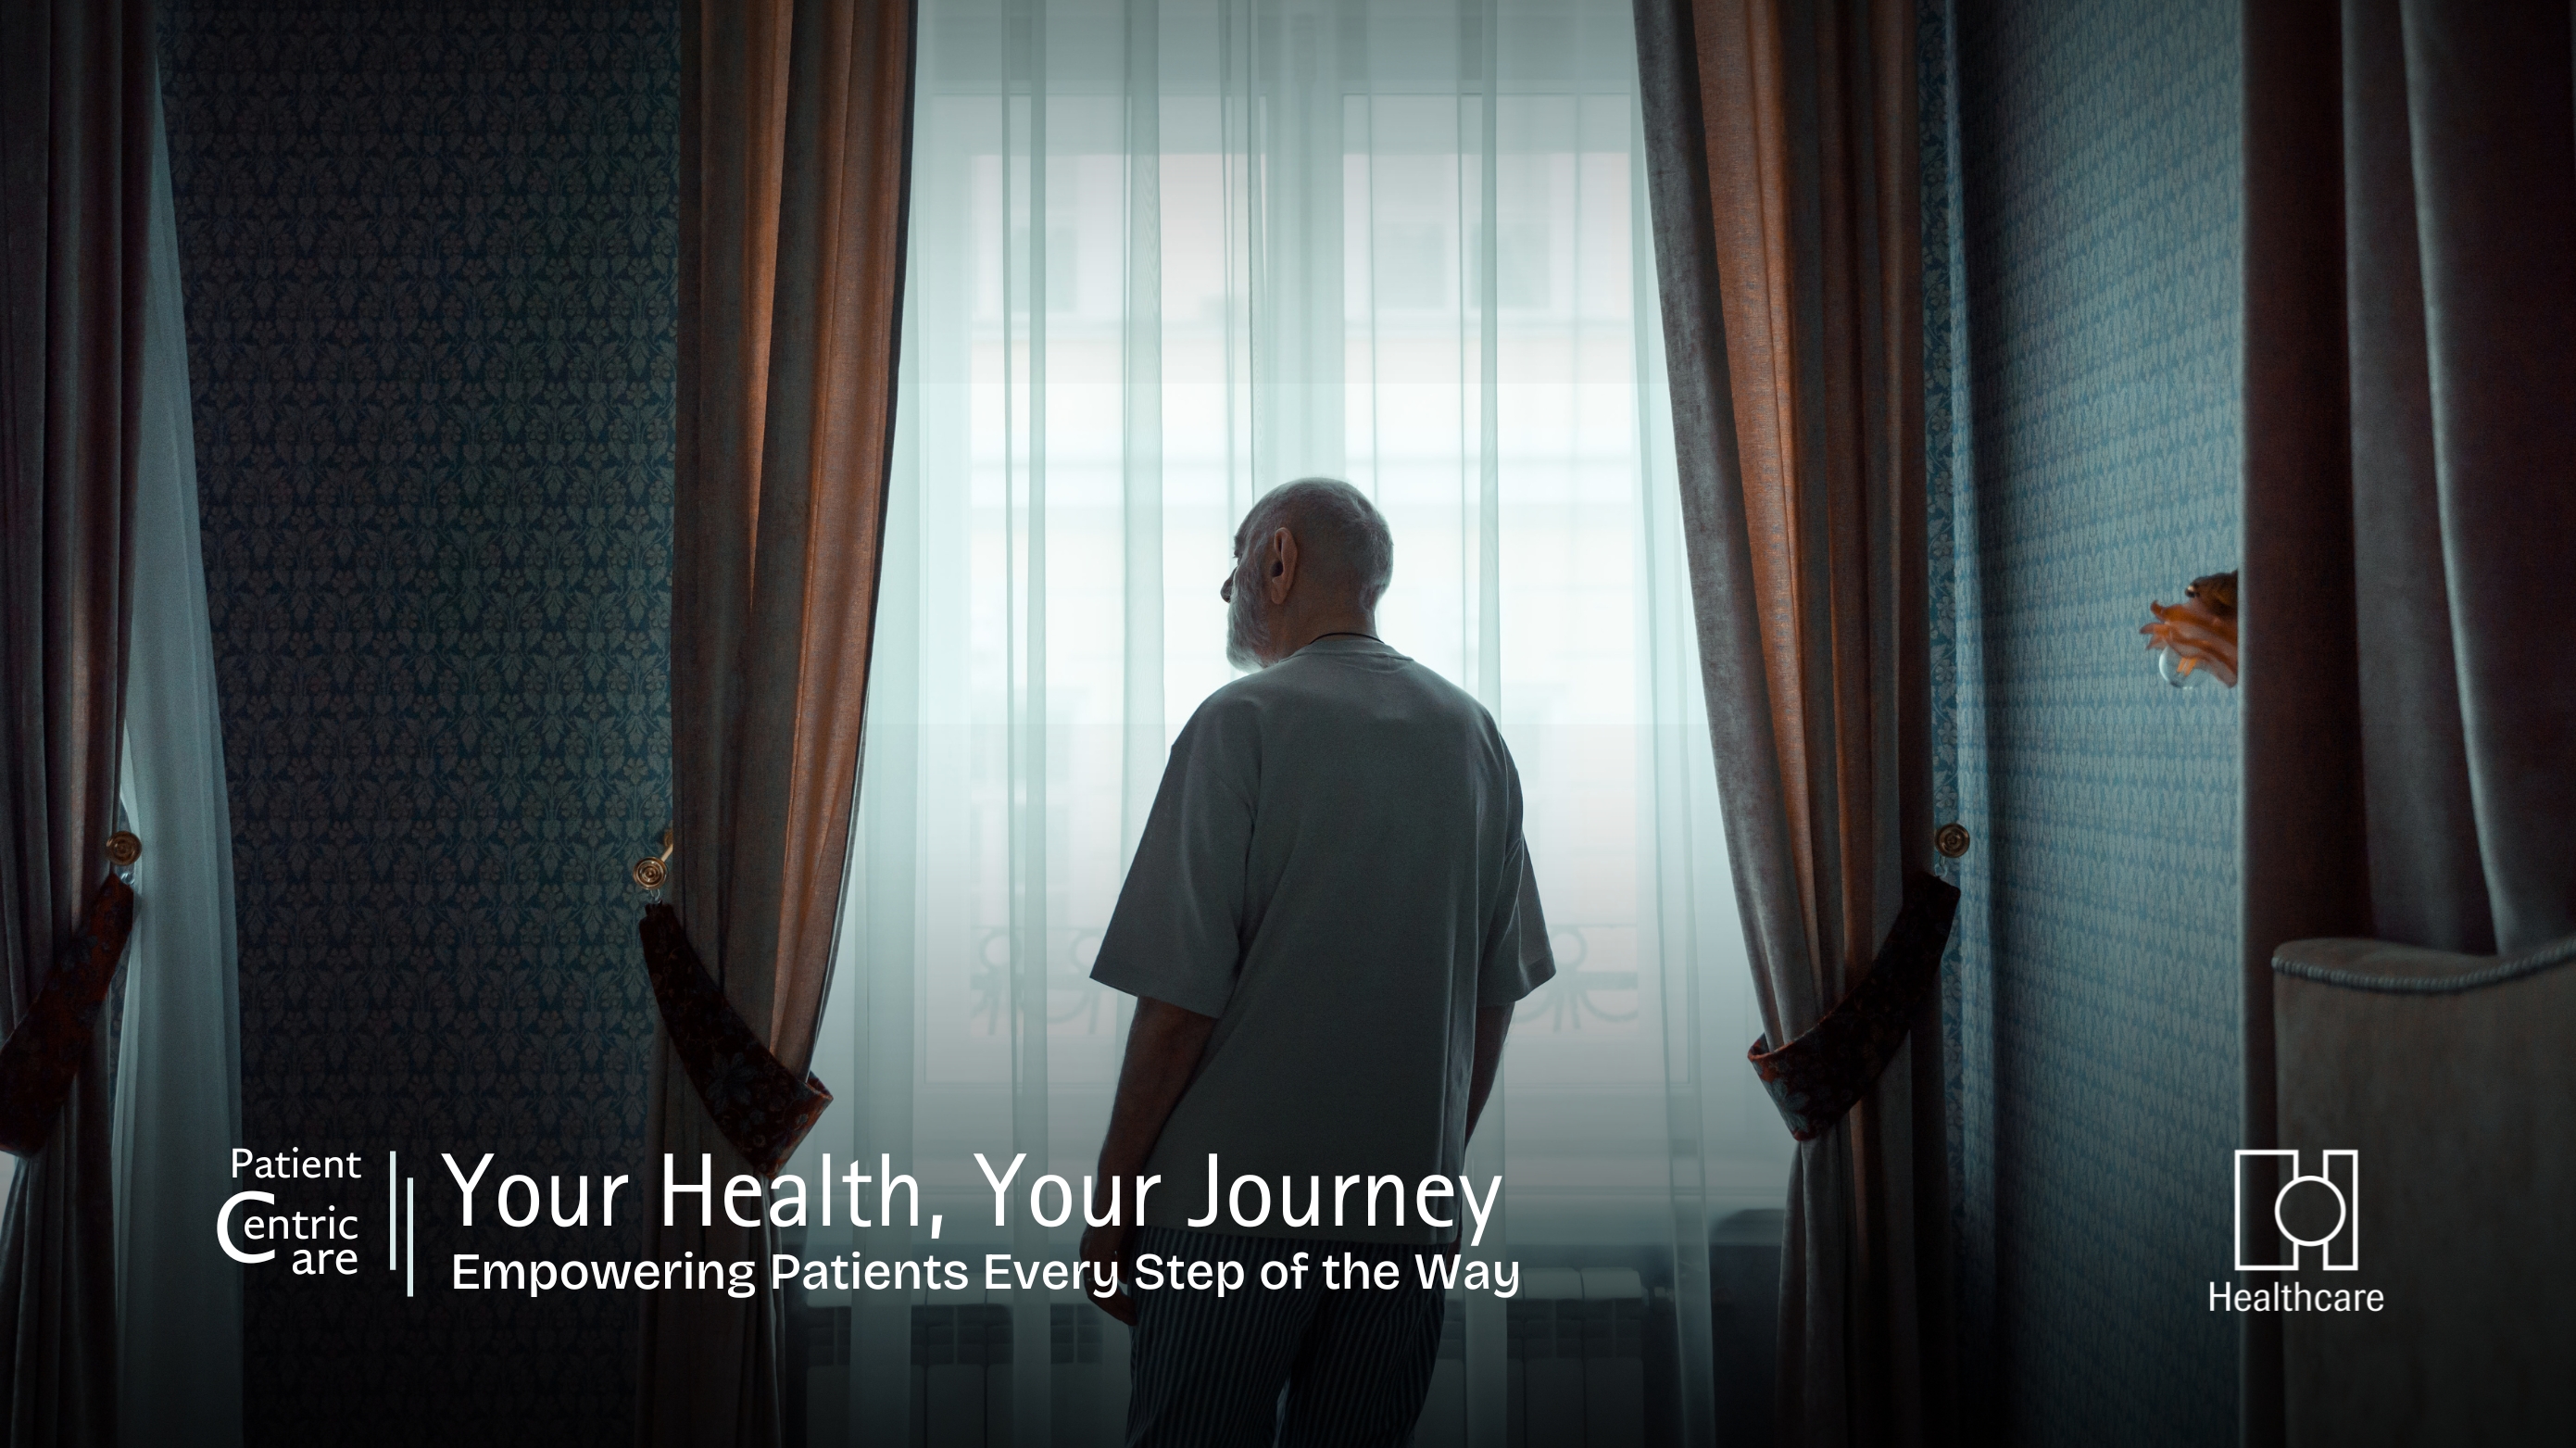 Patient
Centric
Care
Your Health, Your Journey
Empowering Patients Every Step of the Way
Healthcare